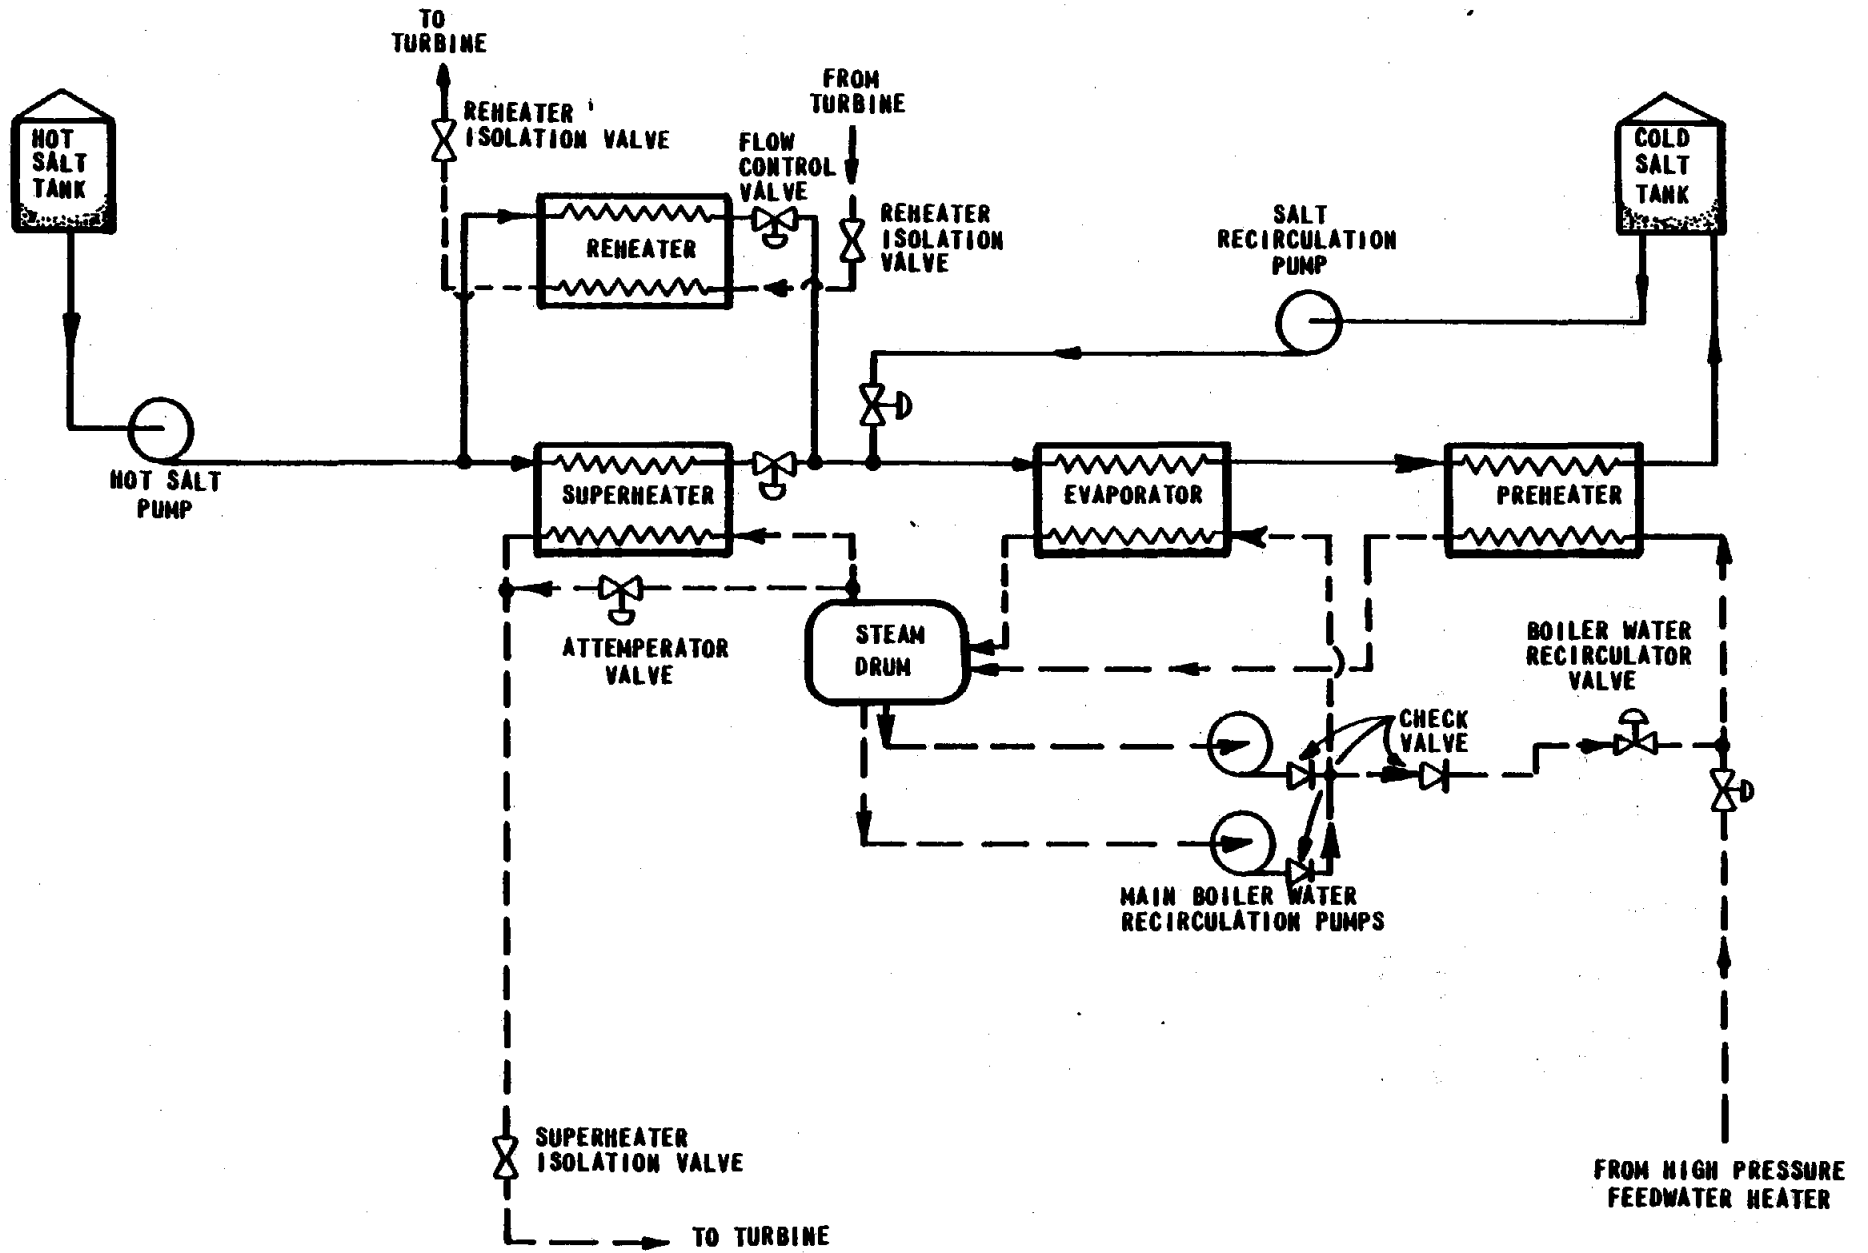 TO
TURBINE
FROM
TURBINE
REHEATER
ISOLATION VALVE
FLOW
CONTROL
VALVE
HOT
SALT
TANK
COLD
SALT
TANK
REHEATER
REHEATER
ISOLATION
VALVE
SALT
RECIRCULATION
PUMP
HOT SALT
PUMP
SUPERHEATER
EVAPORATOR
PREHEATER
ATTEMPERATOR
VALVE
STEAM
DRUM
BOILER WATER
RECIRCULATOR
VALVE
CHECK
VALVE
MAIN BOILER WATER
RECIRCULATION PUMPS
SUPERHEATER
ISOLATION VALVE
FROM HIGH PRESSURE
FEEDWATER HEATER
TO TURBINE